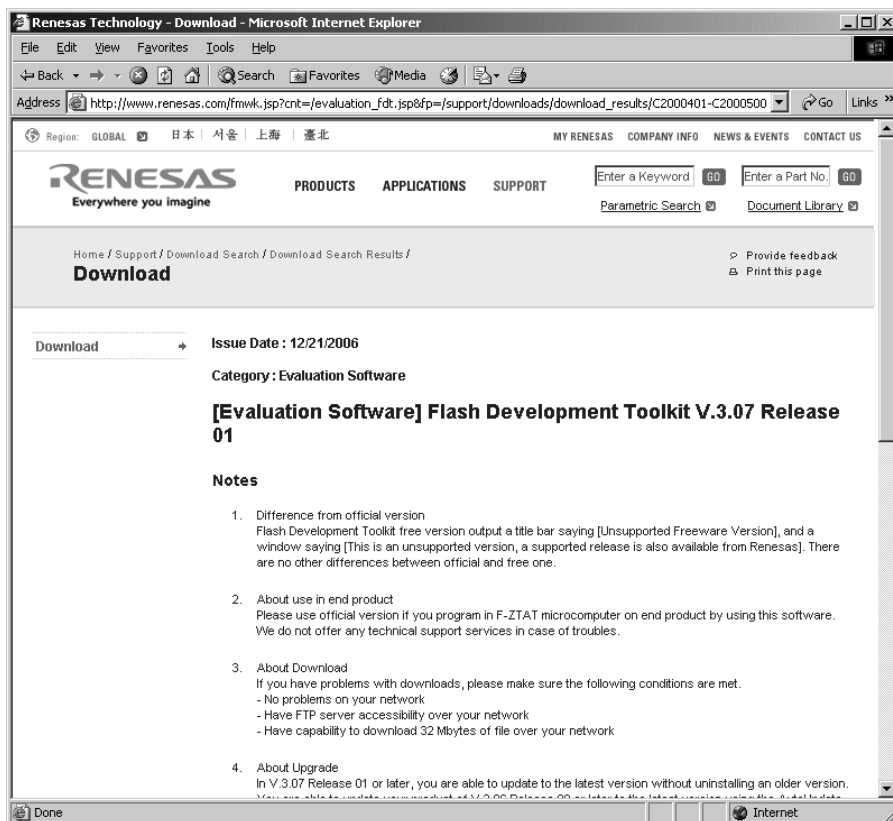 Renesas Technology - Download - Microsoft Internet Explorer
File Edit View Favorites Tools Help
Back Search Favorites Media
Address http://www.renesas.com/fmwk.jsp?cnt=/evaluation_fdt.jsp&fp=/support/downloads/download_results/C2000401-C2000500 Go Links »
Region: GLOBAL 日本 | 서울 | 上海 | 臺北 MY RENESAS COMPANY INFO NEWS & EVENTS CONTACT US
RENESAS
Everywhere you imagine
PRODUCTS APPLICATIONS SUPPORT
Enter a Keyword GO Enter a Part No. GO
Parametric Search Document Library
Home / Support / Download Search / Download Search Results /
Download
Provide feedback
Print this page
Download
Issue Date : 12/21/2006
Category : Evaluation Software
[Evaluation Software] Flash Development Toolkit V.3.07 Release
01
Notes
1. Difference from official version
Flash Development Toolkit free version output a title bar saying [Unsupported Freeware Version], and a
window saying [This is an unsupported version, a supported release is also available from Renesas]. There
are no other differences between official and free one.
2. About use in end product
Please use official version if you program in F-ZTAT microcomputer on end product by using this software.
We do not offer any technical support services in case of troubles.
3. About Download
If you have problems with downloads, please make sure the following conditions are met.
- No problems on your network
- Have FTP server accessibility over your network
- Have capability to download 32 Mbytes of file over your network
4. About Upgrade
In V.3.07 Release 01 or later, you are able to update to the latest version without uninstalling an older version.
Done Internet